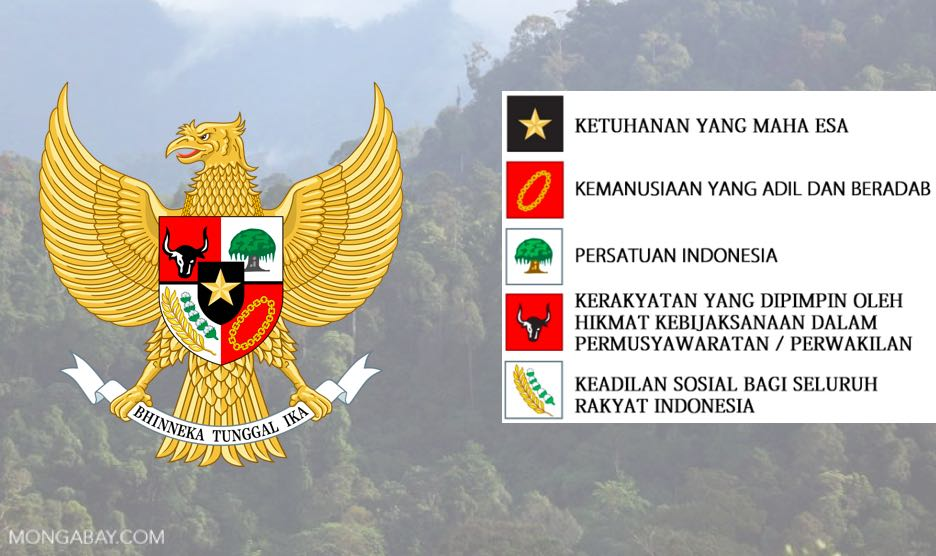 KETUHANAN YANG MAHA ESA
KEMANUSIAAN YANG ADIL DAN BERADAB
PERSATUAN INDONESIA
KERAKYATAN YANG DIPIMPIN OLEH
HIKMAT KEBIJAKSANAAN DALAM
PERMUSYAWARATAN / PERWAKILAN
KEADILAN SOSIAL BAGI SELURUH
RAKYAT INDONESIA
BHINNEKA TUNGGAL IKA
MONGABAY.COM